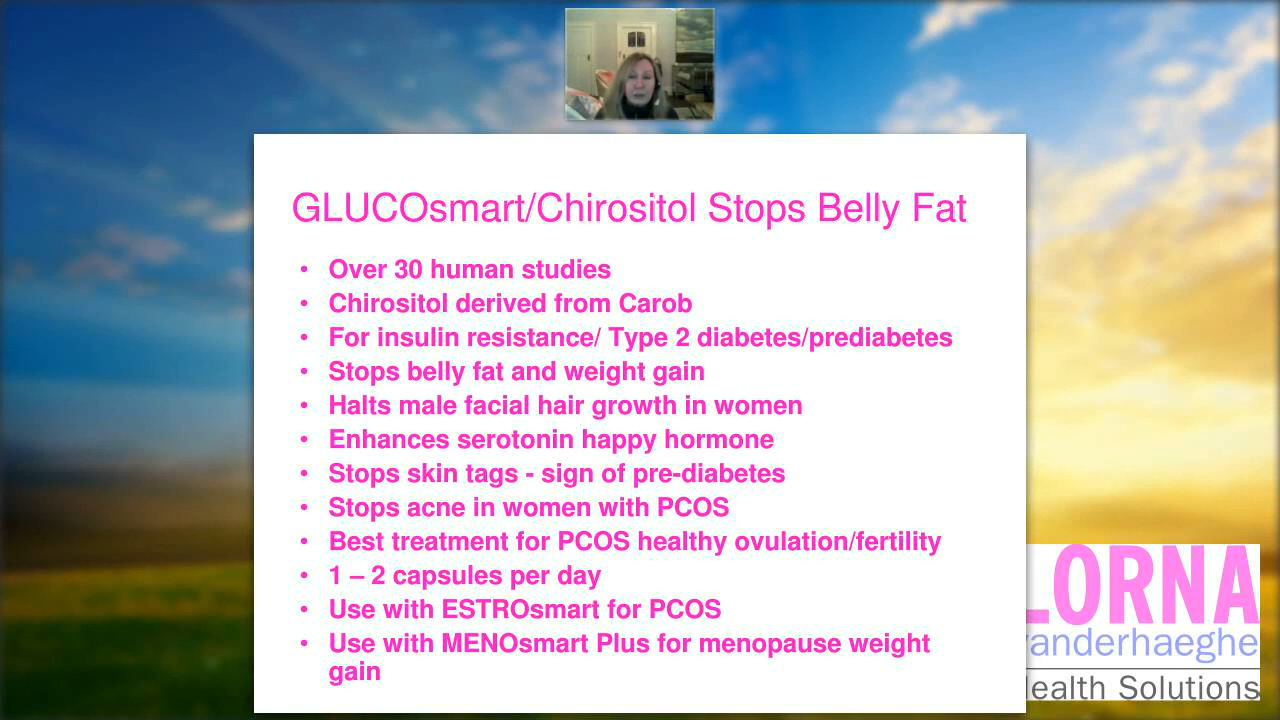 GLUCOsmart/Chirositol Stops Belly Fat
• Over 30 human studies
• Chirositol derived from Carob
• For insulin resistance/ Type 2 diabetes/prediabetes
• Stops belly fat and weight gain
• Halts male facial hair growth in women
• Enhances serotonin happy hormone
• Stops skin tags - sign of pre-diabetes
• Stops acne in women with PCOS
• Best treatment for PCOS healthy ovulation/fertility
• 1 – 2 capsules per day
• Use with ESTROsmart for PCOS
• Use with MENOsmart Plus for menopause weight
gain
LORNA
vanderhaeghe
Health Solutions